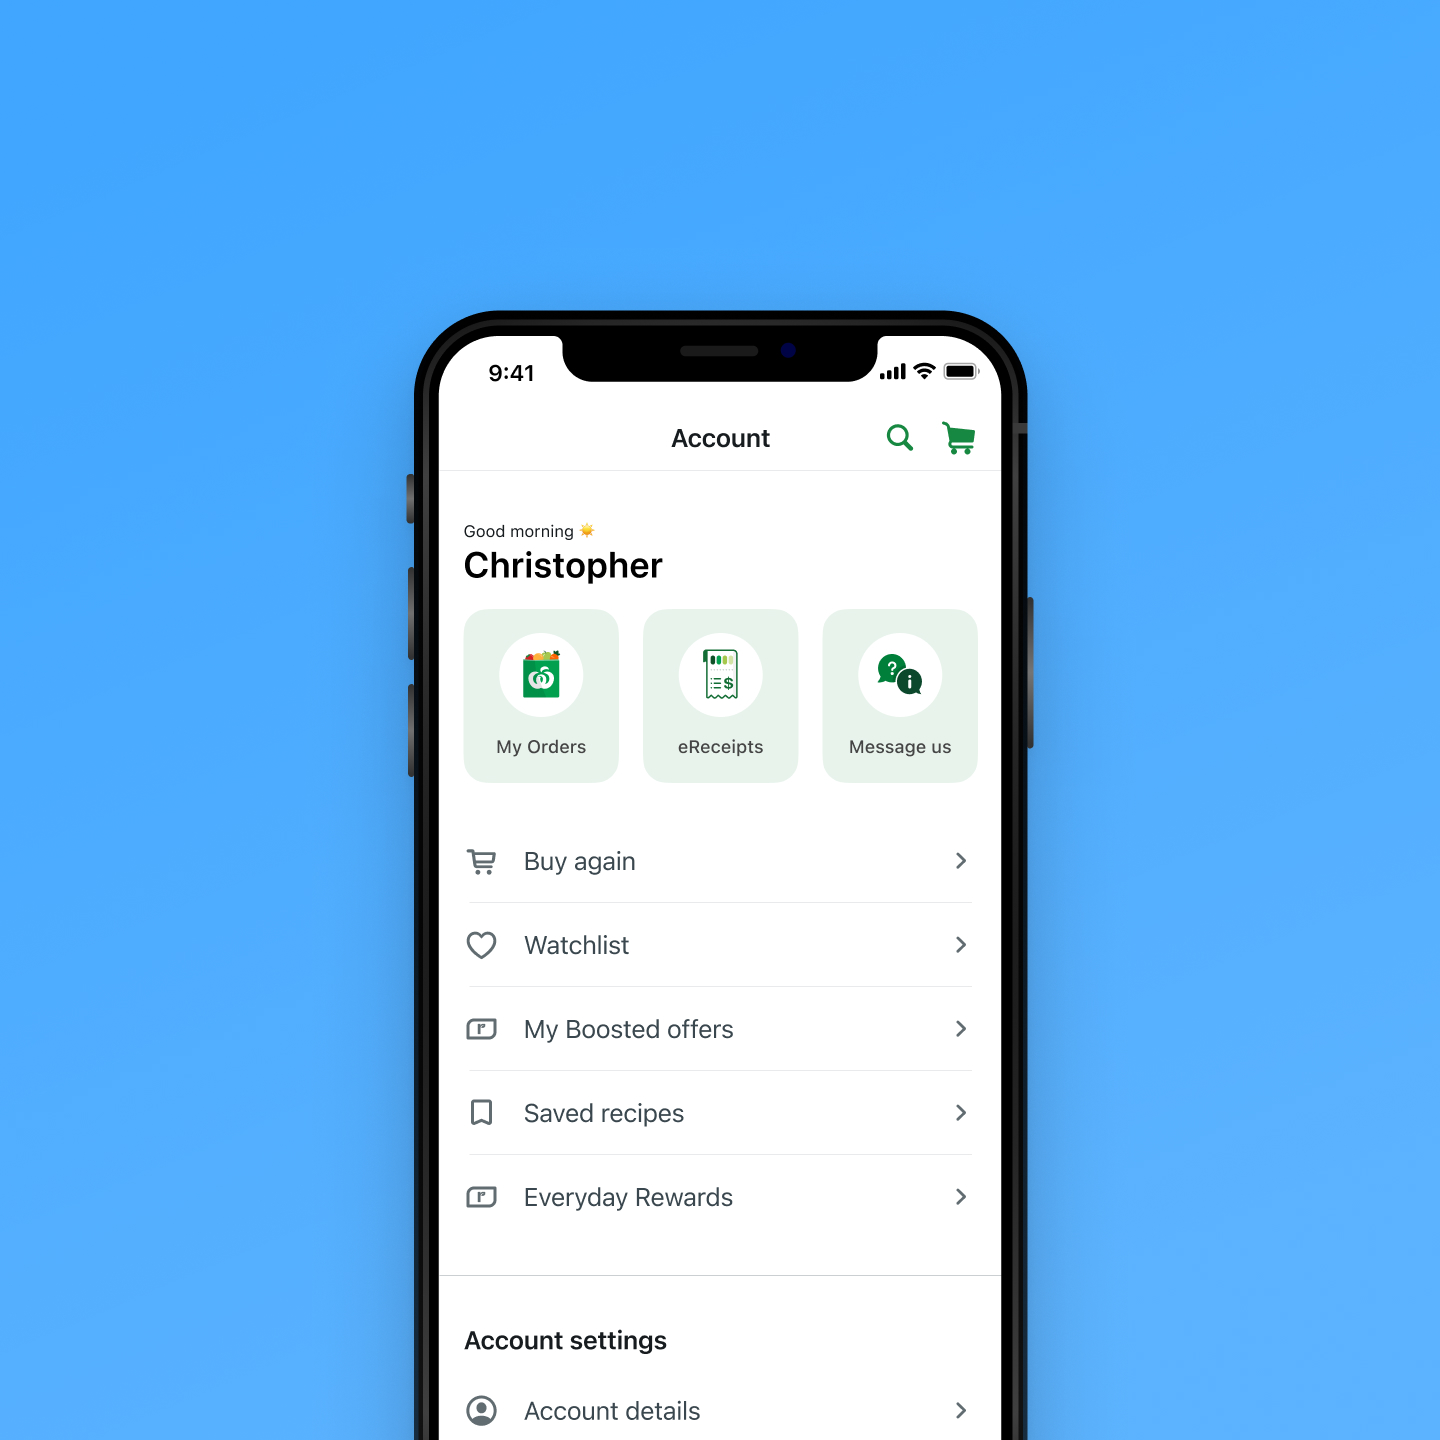 9:41
Account
Good morning
Christopher
?
i
$
My Orders
eReceipts
Message us
Buy again
Watchlist
My Boosted offers
Saved recipes
Everyday Rewards
Account settings
Account details